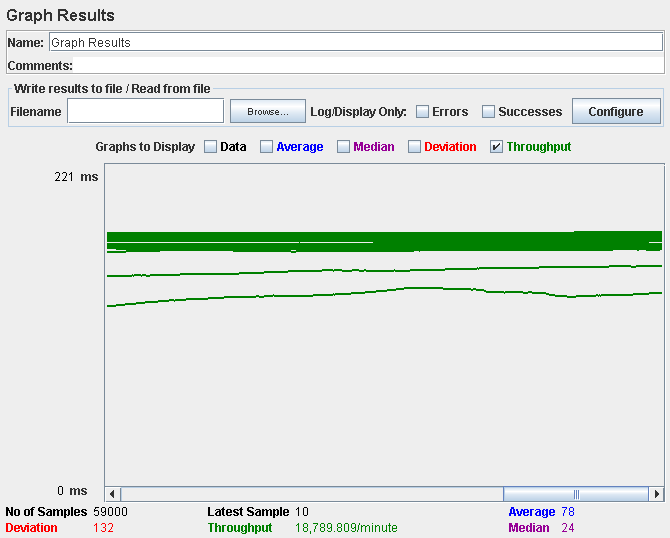 Graph Results
Name: Graph Results
Comments:
Write results to file / Read from file
Filename Browse... Log/Display Only: Errors Successes Configure
Graphs to Display Data Average Median Deviation Throughput
221 ms
0 ms
No of Samples 59000 Latest Sample 10 Average 78
Deviation 132 Throughput 18,789.809/minute Median 24